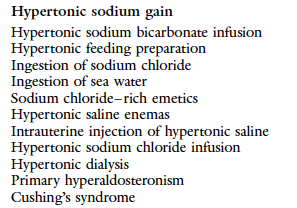 Hypertonic sodium gain
Hypertonic sodium bicarbonate infusion
Hypertonic feeding preparation
Ingestion of sodium chloride
Ingestion of sea water
Sodium chloride–rich emetics
Hypertonic saline enemas
Intrauterine injection of hypertonic saline
Hypertonic sodium chloride infusion
Hypertonic dialysis
Primary hyperaldosteronism
Cushing’s syndrome